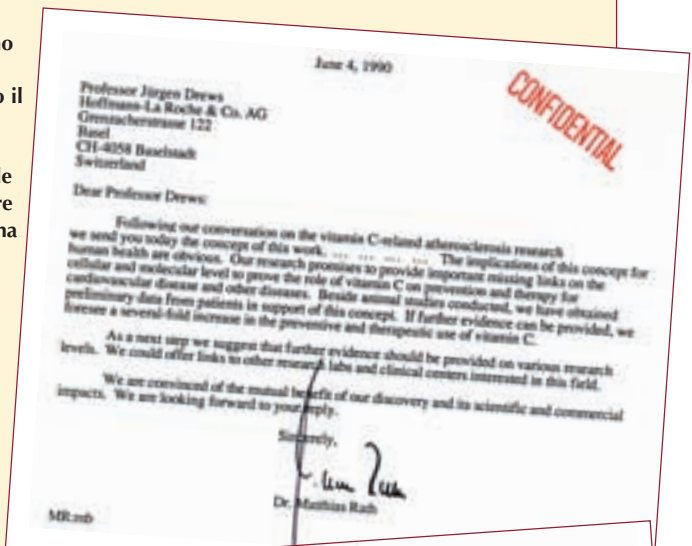 no
o il
le
re
na
June 4, 1990
CONFIDENTIAL
Professor Jürgen Drews
Hoffmann-La Roche & Co. AG
Grenzacherstrasse 122
Basel
CH-4058 Baselstadt
Switzerland
Dear Professor Drews:
Following our conversation on the vitamin C-related atherosclerosis research
we send you today the concept of this work. ... ... ... ... The implications of this concept for
human health are obvious. Our research promises to provide important missing links on the
cellular and molecular level to prove the role of vitamin C on prevention and therapy for
cardiovascular disease and other diseases. Beside animal studies conducted, we have obtained
preliminary data from patients in support of this concept. If further evidence can be provided, we
foresee a several-fold increase in the preventive and therapeutic use of vitamin C.
As a next step we suggest that further evidence should be provided on various research
levels. We could offer links to other research labs and clinical centers interested in this field.
We are convinced of the mutual benefit of our discovery and its scientific and commercial
impacts. We are looking forward to your reply.
Sincerely,
Dr. Matthias Rath
MR:mb